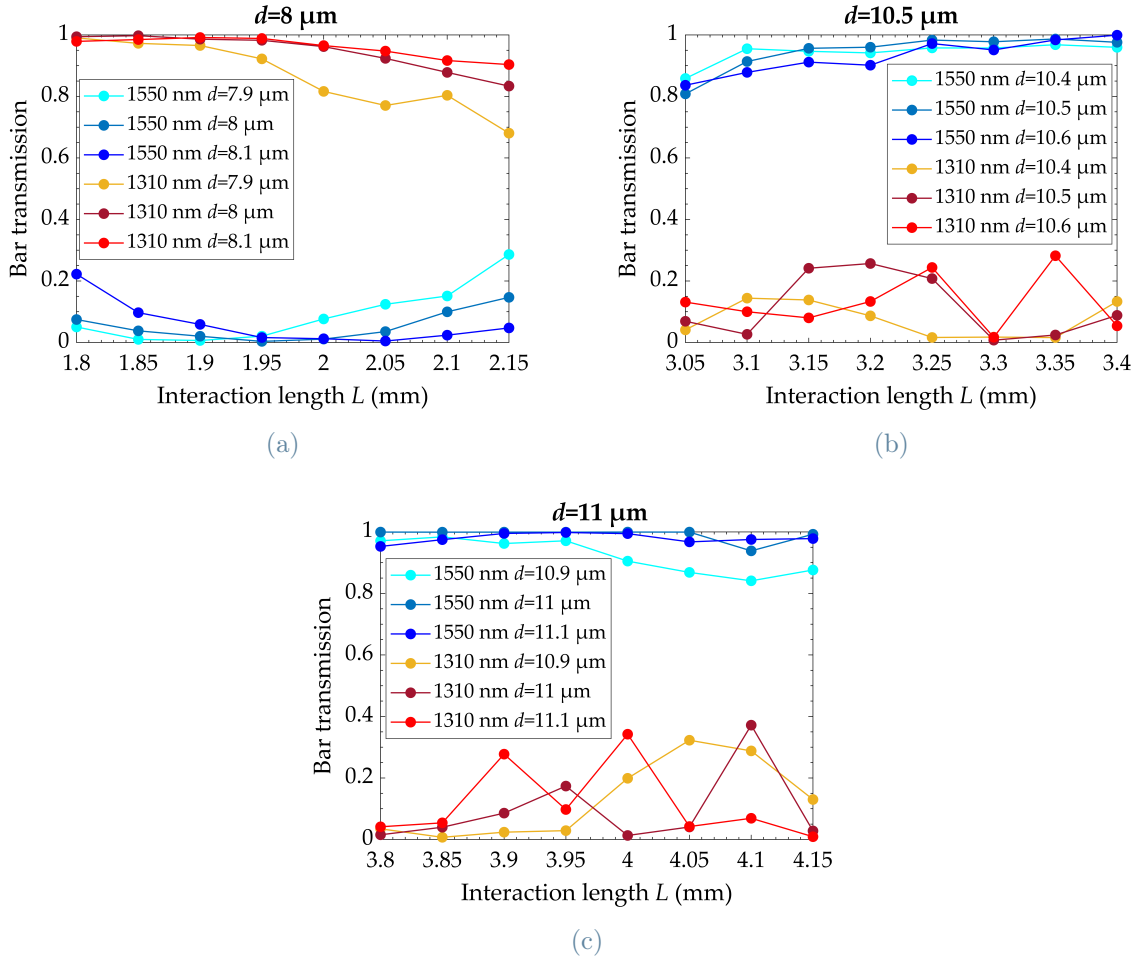 d=8 µm
Bar transmission
1
0.8
0.6
0.4
0.2
0
1550 nm d=7.9 µm
1550 nm d=8 µm
1550 nm d=8.1 µm
1310 nm d=7.9 µm
1310 nm d=8 µm
1310 nm d=8.1 µm
1.8 1.85 1.9 1.95 2 2.05 2.1 2.15
Interaction length L (mm)
(a)
d=10.5 µm
Bar transmission
1
0.8
0.6
0.4
0.2
0
1550 nm d=10.4 µm
1550 nm d=10.5 µm
1550 nm d=10.6 µm
1310 nm d=10.4 µm
1310 nm d=10.5 µm
1310 nm d=10.6 µm
3.05 3.1 3.15 3.2 3.25 3.3 3.35 3.4
Interaction length L (mm)
(b)
d=11 µm
Bar transmission
1
0.8
0.6
0.4
0.2
0
1550 nm d=10.9 µm
1550 nm d=11 µm
1550 nm d=11.1 µm
1310 nm d=10.9 µm
1310 nm d=11 µm
1310 nm d=11.1 µm
3.8 3.85 3.9 3.95 4 4.05 4.1 4.15
Interaction length L (mm)
(c)